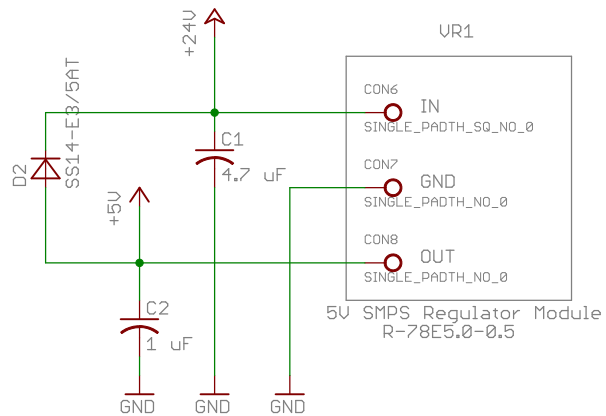 +24V
VR1
CON6
IN
SINGLE_PADTH_SQ_NO_0
D2
SS14-E3/5AT
C1
4.7 uF
CON7
GND
SINGLE_PADTH_NO_0
+5V
CON8
OUT
SINGLE_PADTH_NO_0
C2
1 uF
5V SMPS Regulator Module
R-78E5.0-0.5
GND
GND
GND